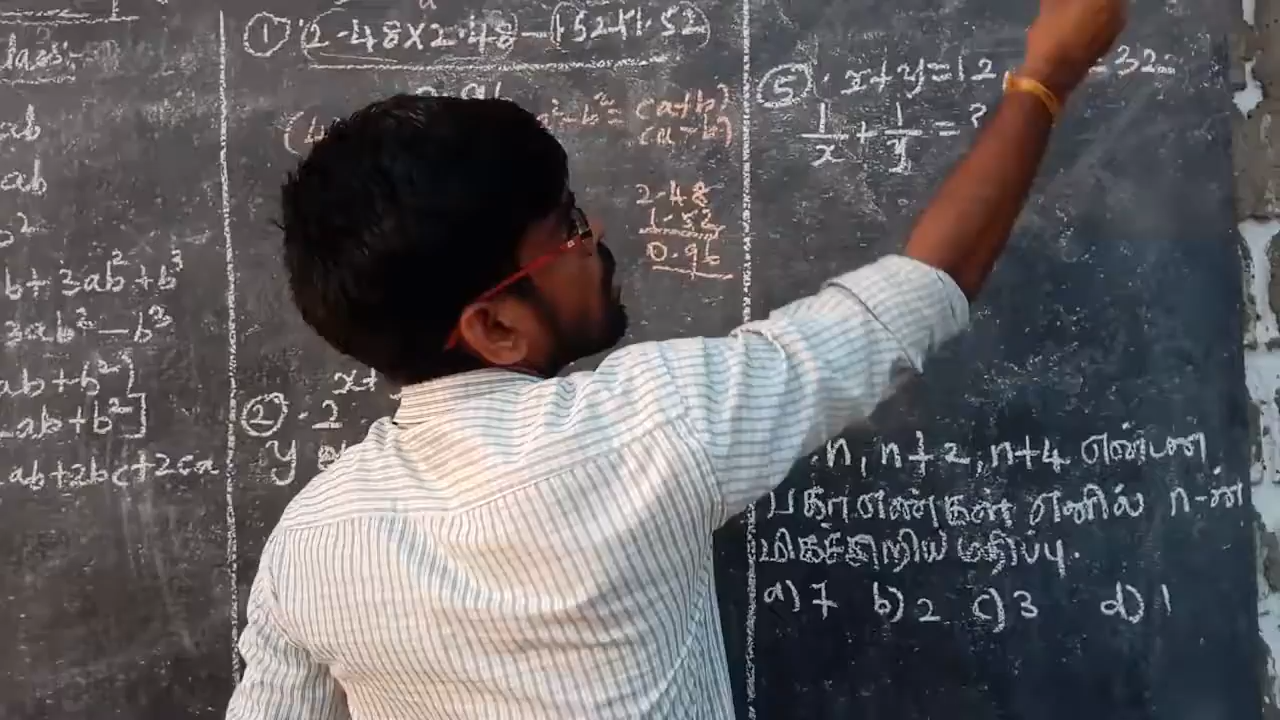 ab
ab
b²
b + 3ab² + b³
3ab² - b³
ab + b²]
ab + b²]
ab + 2bc + 2ca
① (2.48 × 2.48 - 1.52 × 1.52)
(a+b)
(a-b)
2.48
1.52
0.96
② 2
y
⑤ x + y = 12 = 32
1/x + 1/y = ?
n, n+2, n+4 என்பன
பகா எண்கள் எனில் n-ன்
மிகச்சிறிய மதிப்பு.
a) 7 b) 2 c) 3 d) 1